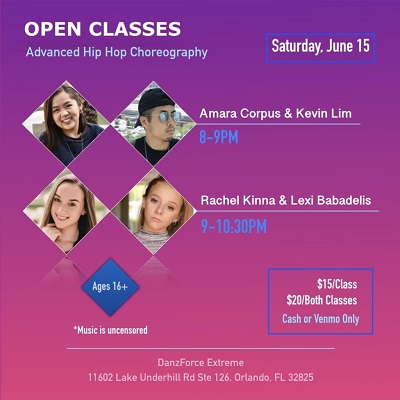 OPEN CLASSES
Advanced Hip Hop Choreography
Saturday, June 15
Amara Corpus & Kevin Lim
8-9PM
Rachel Kinna & Lexi Babadelis
9-10:30PM
Ages 16+
*Music is uncensored
$15/Class
$20/Both Classes
Cash or Venmo Only
DanzForce Extreme
11602 Lake Underhill Rd Ste 126, Orlando, FL 32825